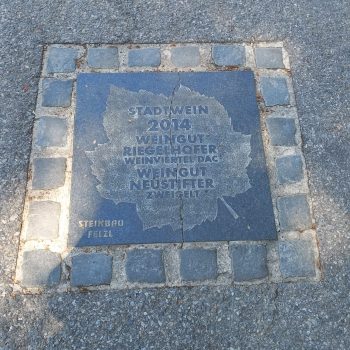 STADTWEIN
2014
WEINGUT
RIEGELHOFER
WEINVIERTEL DAC
WEINGUT
NEUSTIFTER
ZWEIGELT
STEINBAU
FELZL